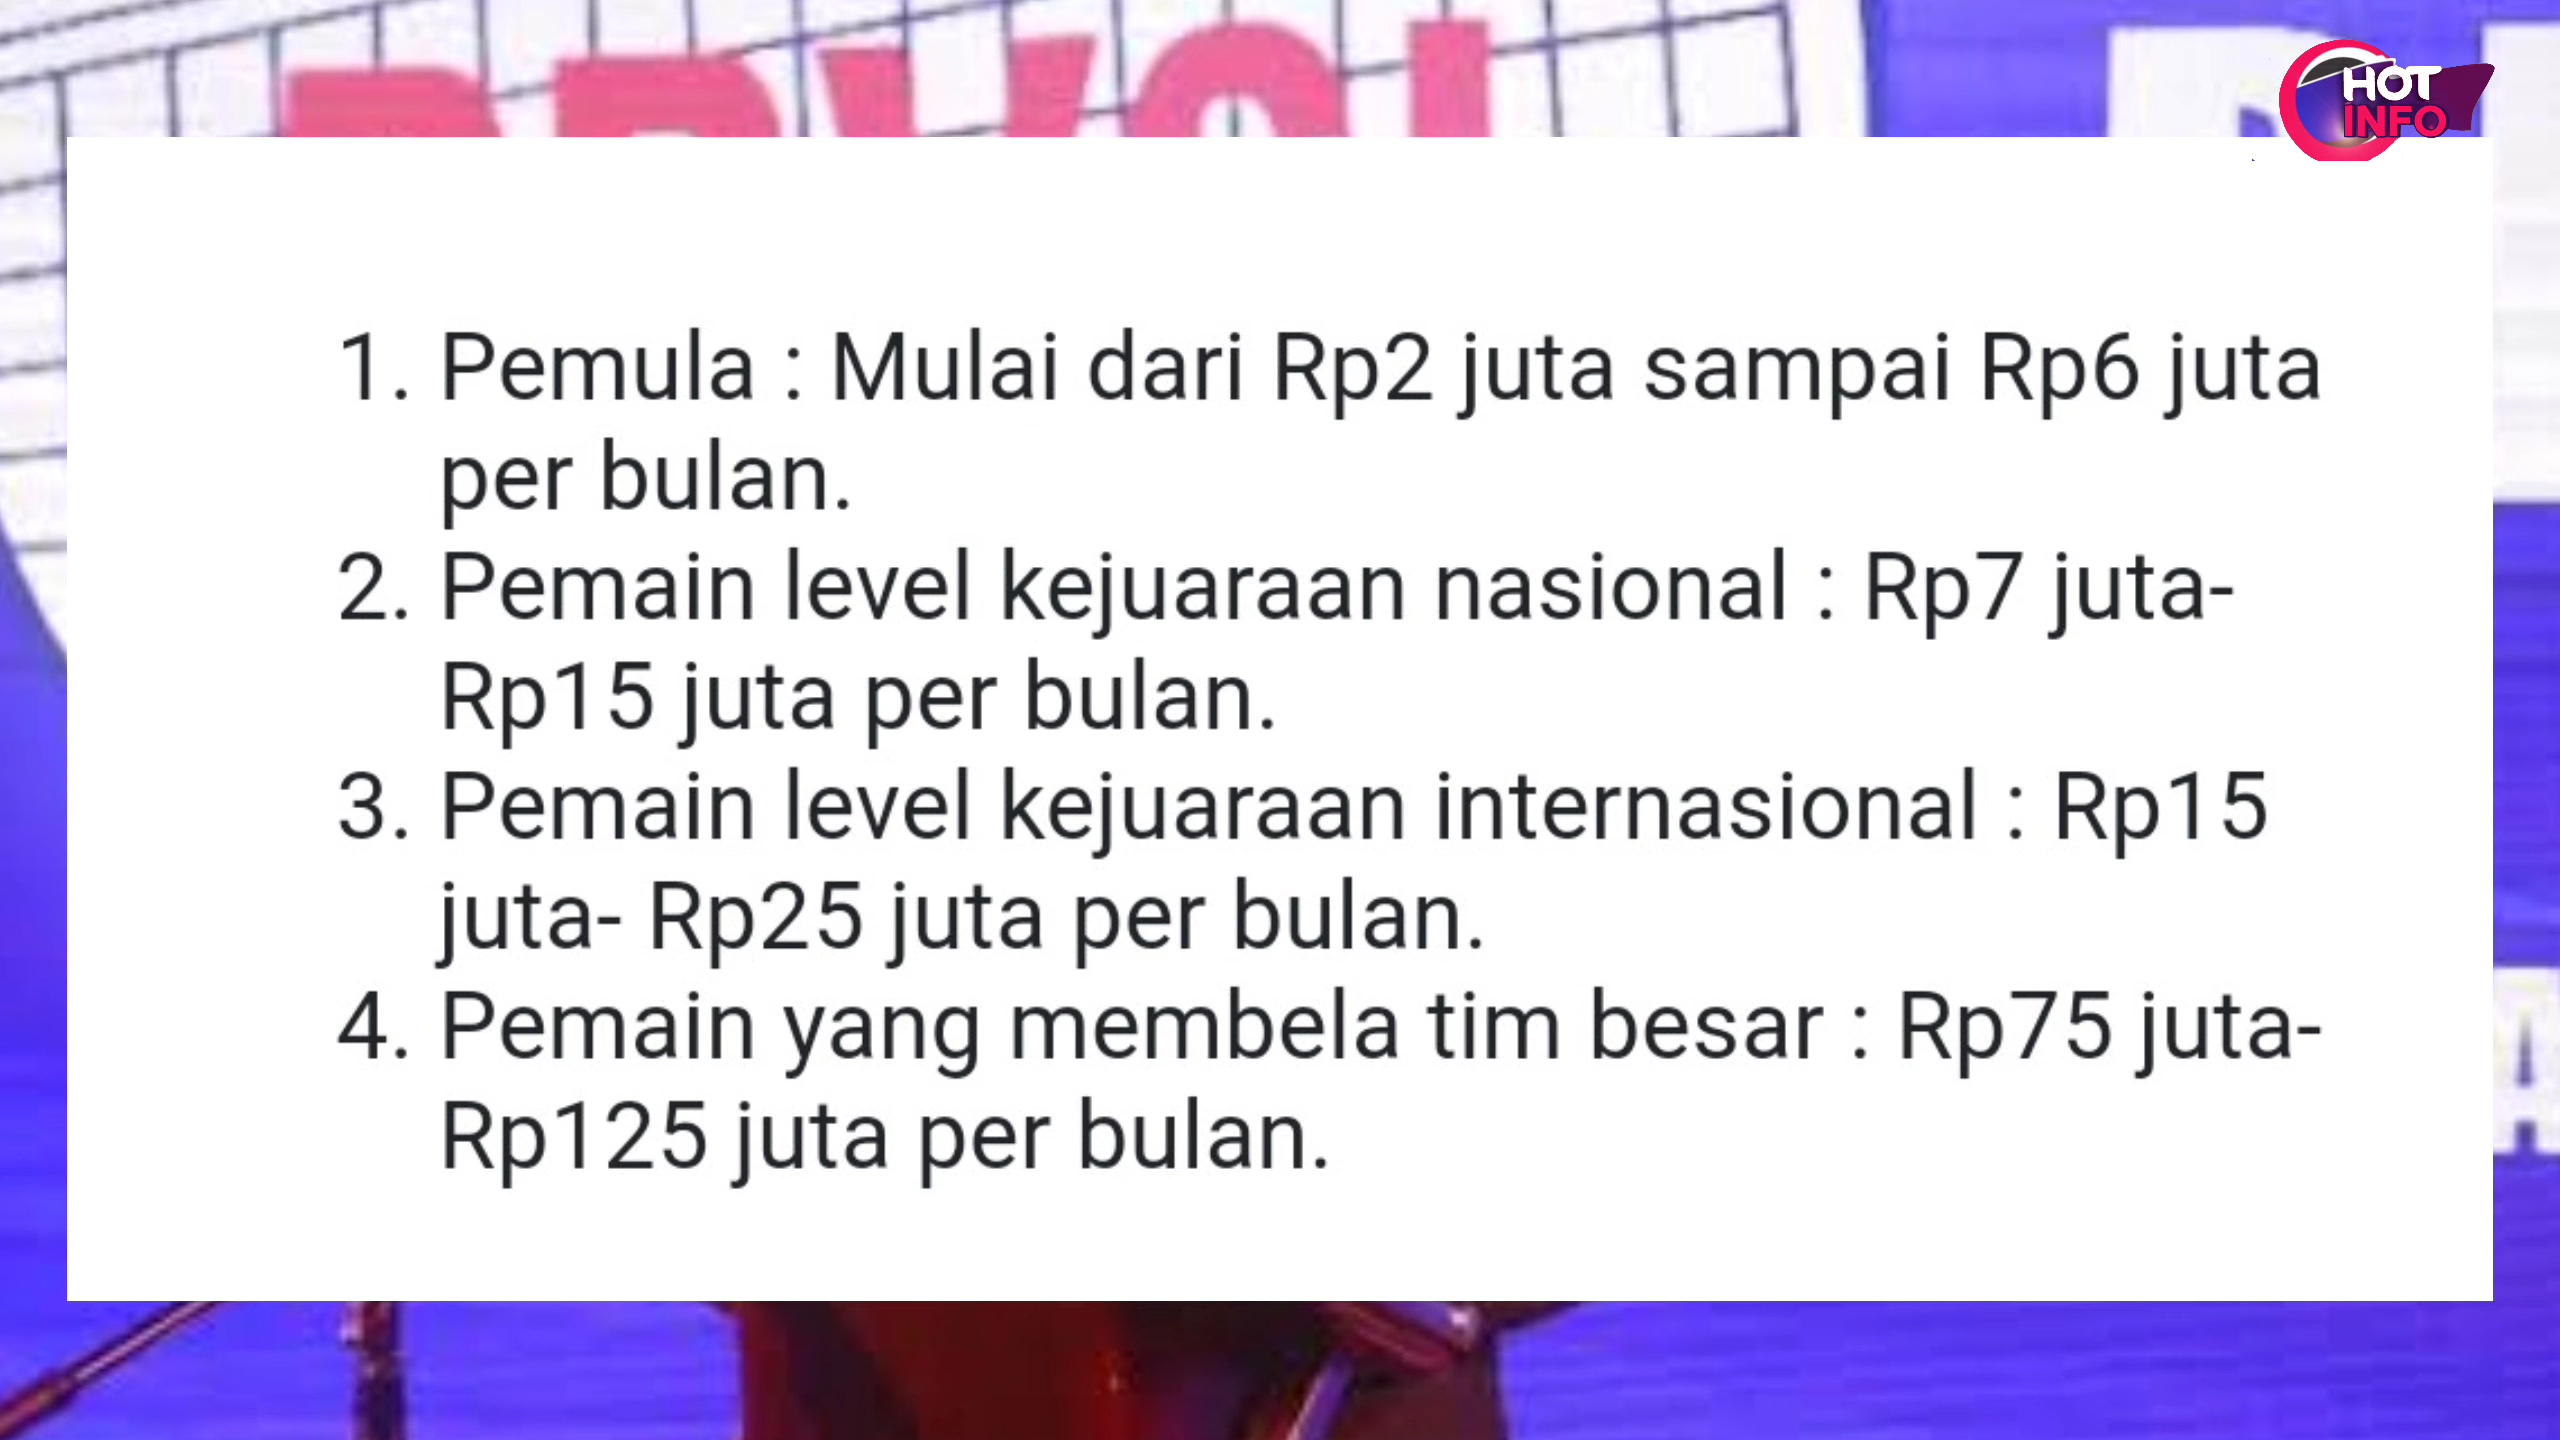 HOT
INFO
1. Pemula : Mulai dari Rp2 juta sampai Rp6 juta
per bulan.
2. Pemain level kejuaraan nasional : Rp7 juta-
Rp15 juta per bulan.
3. Pemain level kejuaraan internasional : Rp15
juta- Rp25 juta per bulan.
4. Pemain yang membela tim besar : Rp75 juta-
Rp125 juta per bulan.